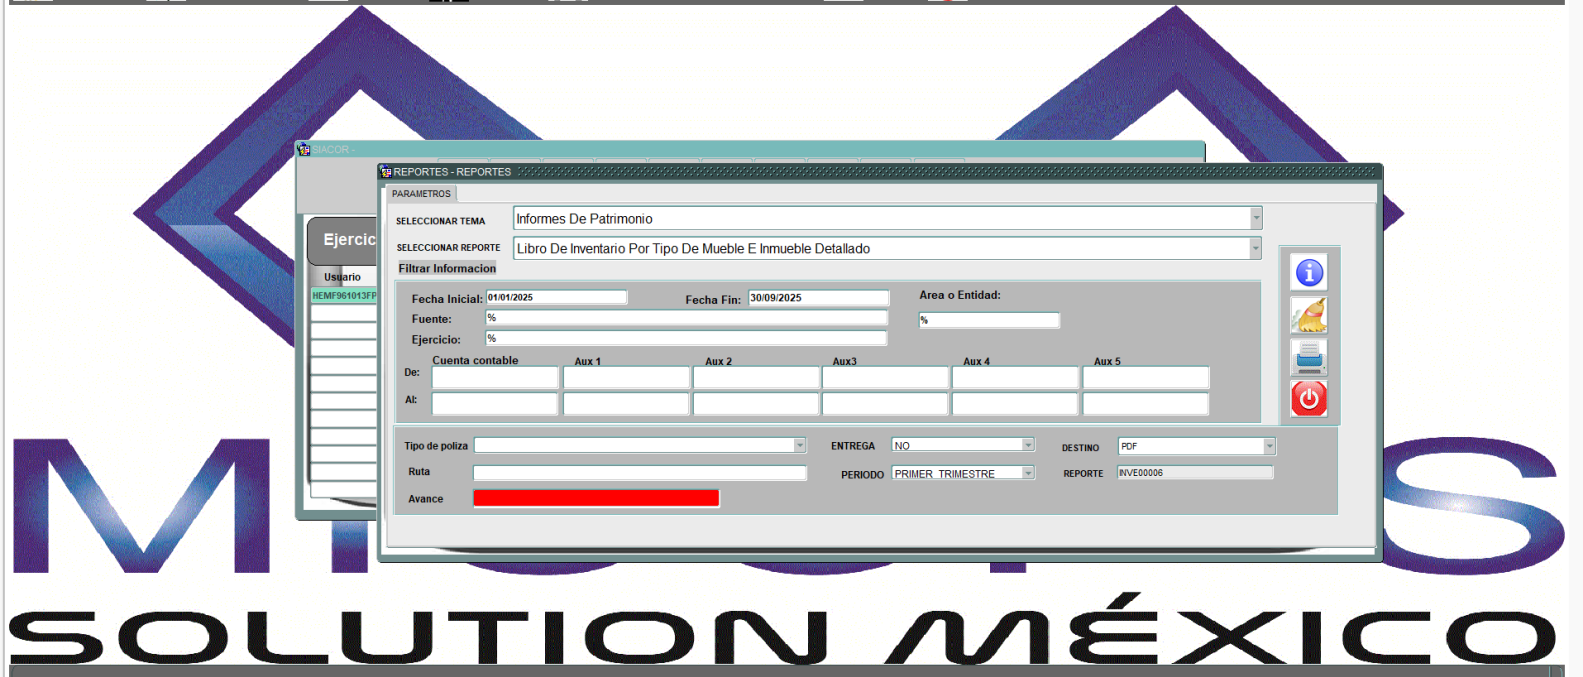 SIACOR -
REPORTES - REPORTES
PARAMETROS
SELECCIONAR TEMA Informes De Patrimonio
SELECCIONAR REPORTE Libro De Inventario Por Tipo De Mueble E Inmueble Detallado
Filtrar Informacion
Ejercic
Usuario
HEMF961013FP
Fecha Inicial: 01/01/2025 Fecha Fin: 30/09/2025 Area o Entidad:
Fuente: % %
Ejercicio: %
Cuenta contable Aux 1 Aux 2 Aux3 Aux 4 Aux 5
De:
Al:
Tipo de poliza ENTREGA NO DESTINO PDF
Ruta PERIODO PRIMER TRIMESTRE REPORTE INVE00006
Avance
SOLUTION MÉXICO